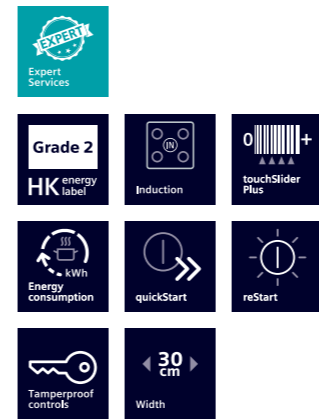 EXPERT
Expert
Services
Grade 2
HK energy
label
IN
Induction
0 +
touchSlider
Plus
kWh
Energy
consumption
quickStart
reStart
Tamperproof
controls
30
cm
Width